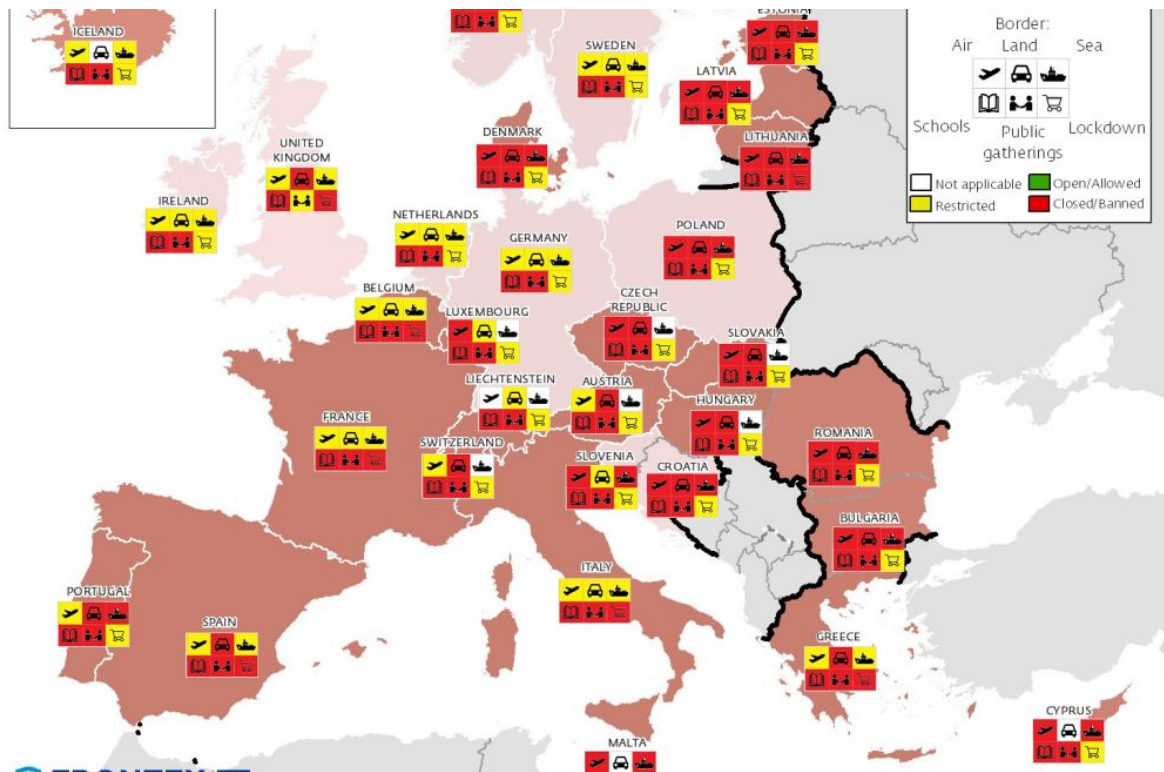 ICELAND
SWEDEN
ESTONIA
LATVIA
LITHUANIA
DENMARK
UNITED
KINGDOM
IRELAND
NETHERLANDS
GERMANY
POLAND
BELGIUM
LUXEMBOURG
CZECH
REPUBLIC
SLOVAKIA
LIECHTENSTEIN
AUSTRIA
HUNGARY
FRANCE
SWITZERLAND
SLOVENIA
CROATIA
ROMANIA
BULGARIA
ITALY
PORTUGAL
SPAIN
GREECE
MALTA
CYPRUS
Border:
Air Land Sea
Schools Public Lockdown
gatherings
Not applicable Open/Allowed
Restricted Closed/Banned
FRONTEX